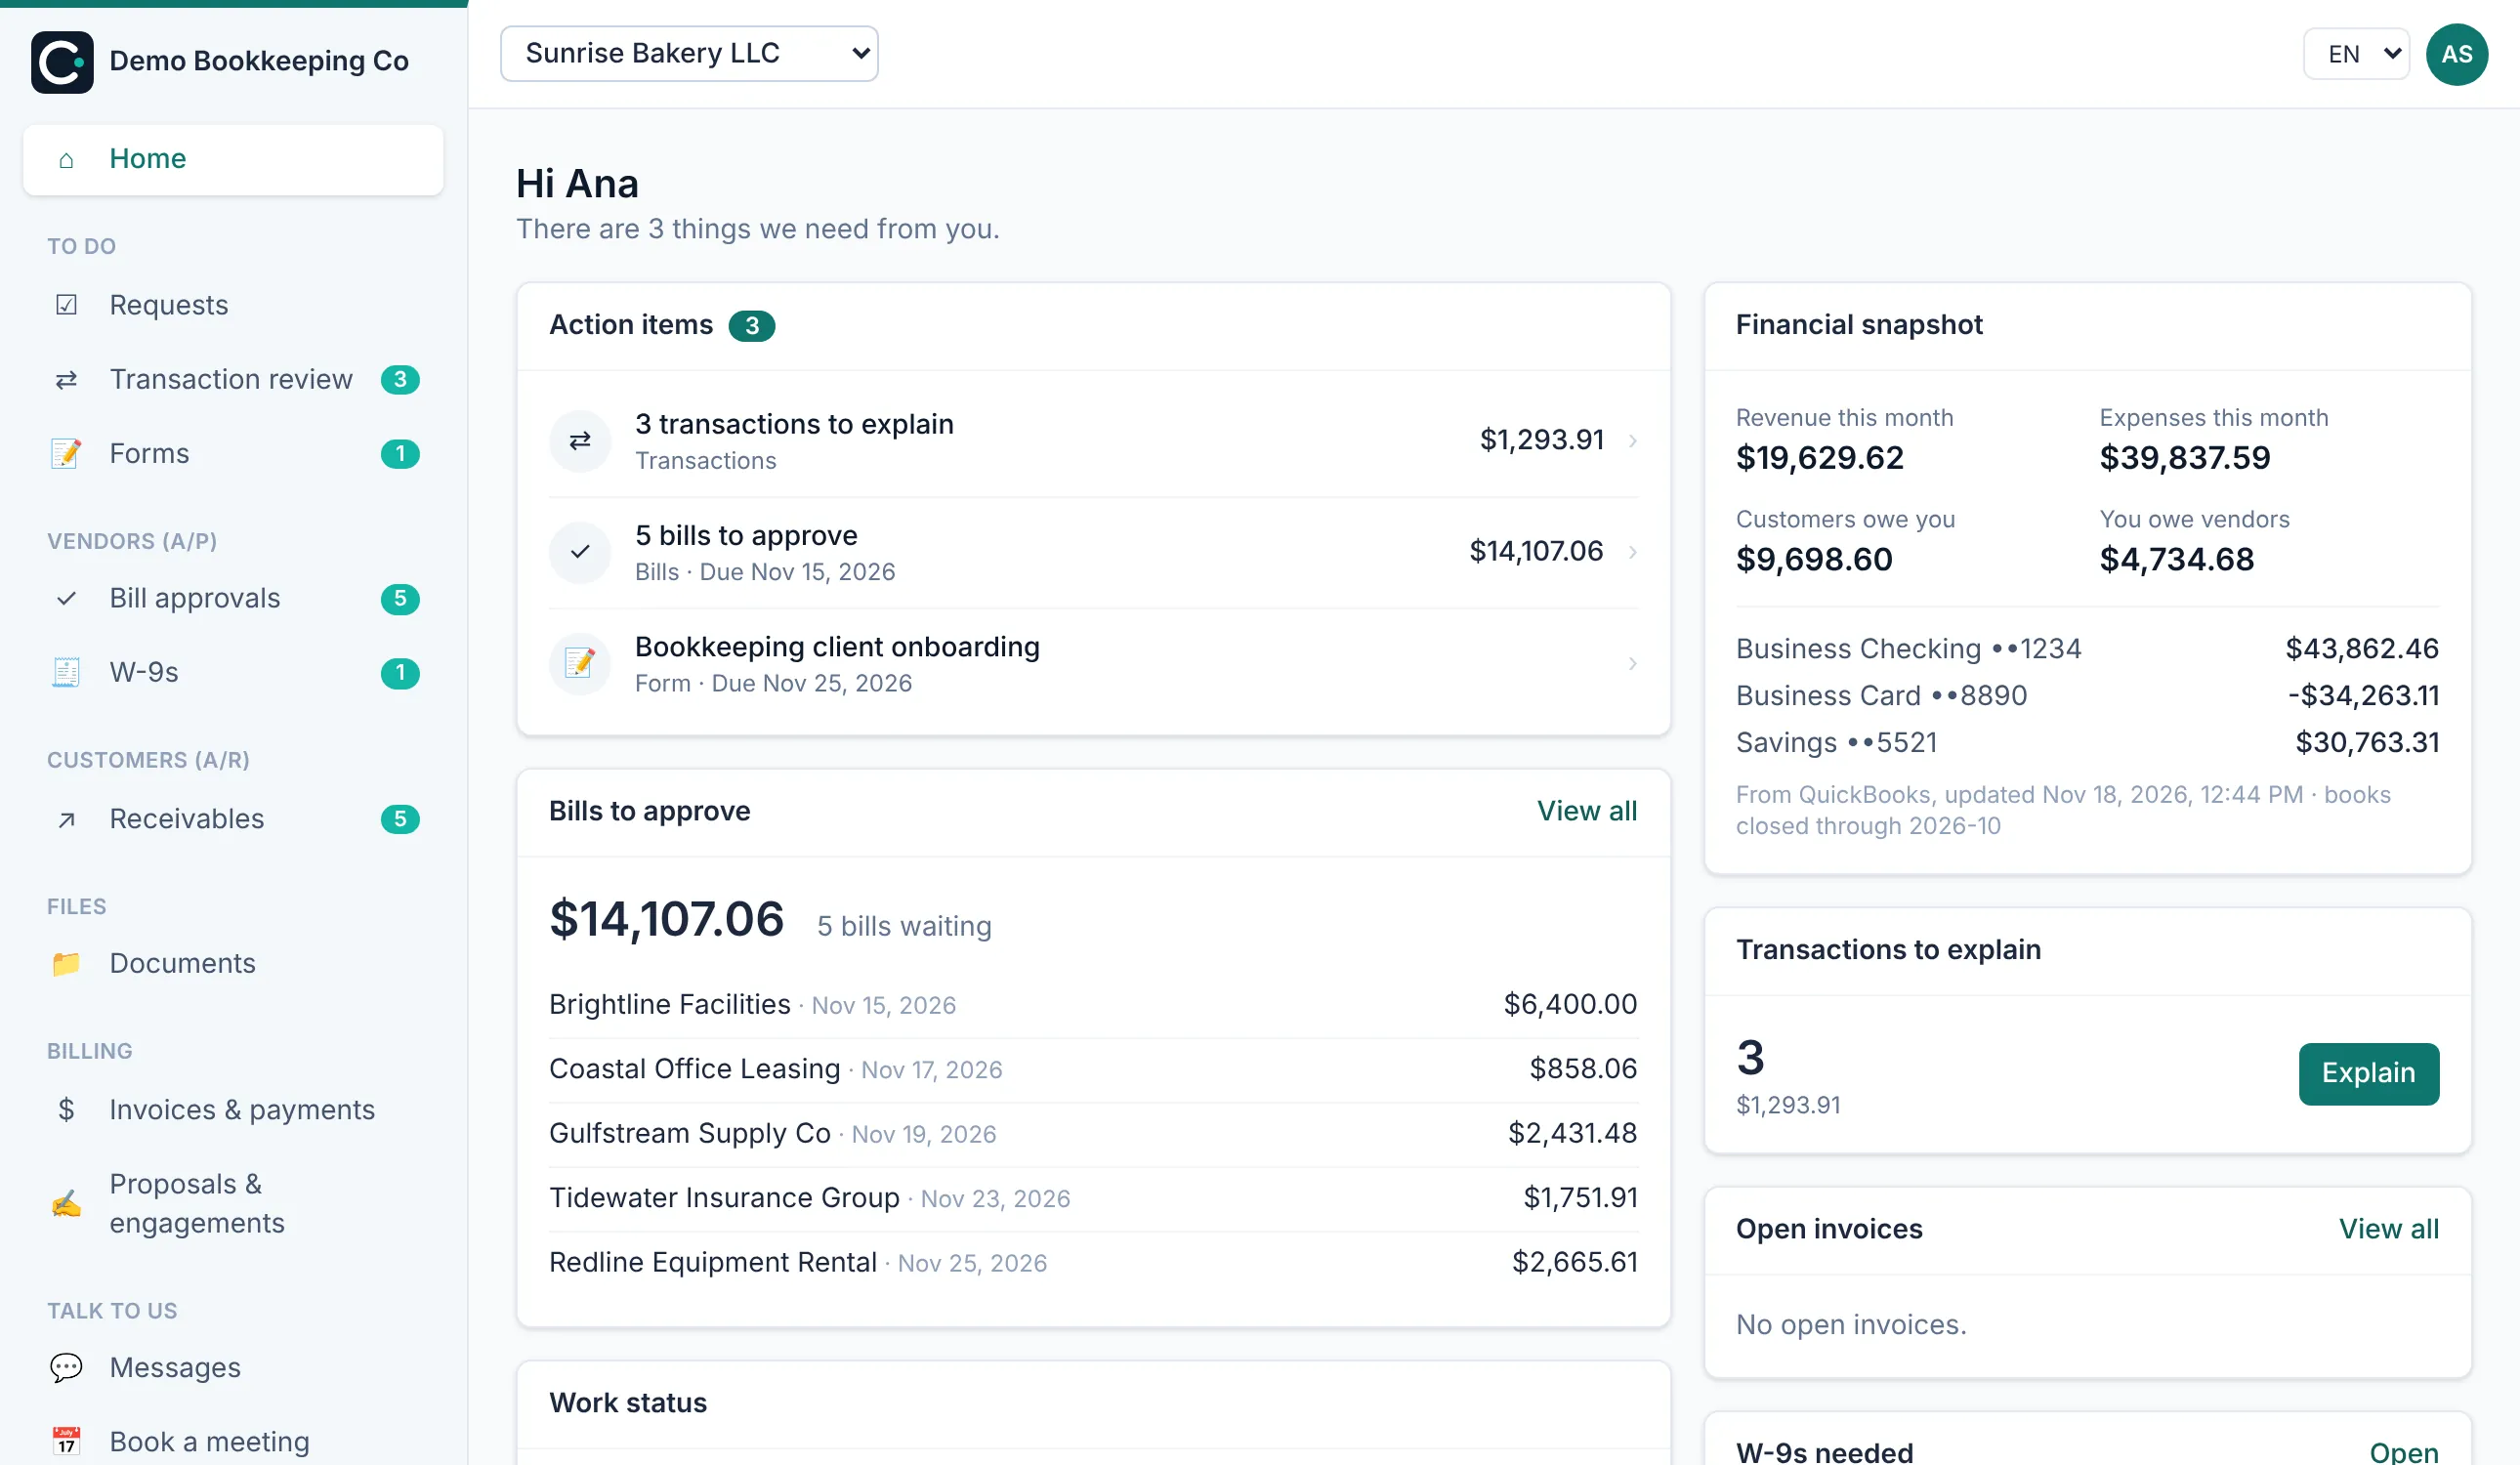 Demo Bookkeeping Co
Home
TO DO
Requests
Transaction review 3
Forms 1
VENDORS (A/P)
Bill approvals 5
W-9s 1
CUSTOMERS (A/R)
Receivables 5
FILES
Documents
BILLING
$ Invoices & payments
Proposals &
engagements
TALK TO US
Messages
Book a meeting
Sunrise Bakery LLC
EN
AS
Hi Ana
There are 3 things we need from you.
Action items 3
3 transactions to explain
Transactions
$1,293.91
5 bills to approve
Bills · Due Nov 15, 2026
$14,107.06
Bookkeeping client onboarding
Form · Due Nov 25, 2026
Bills to approve View all
$14,107.06 5 bills waiting
Brightline Facilities · Nov 15, 2026 $6,400.00
Coastal Office Leasing · Nov 17, 2026 $858.06
Gulfstream Supply Co · Nov 19, 2026 $2,431.48
Tidewater Insurance Group · Nov 23, 2026 $1,751.91
Redline Equipment Rental · Nov 25, 2026 $2,665.61
Work status
Financial snapshot
Revenue this month
$19,629.62
Expenses this month
$39,837.59
Customers owe you
$9,698.60
You owe vendors
$4,734.68
Business Checking ••1234 $43,862.46
Business Card ••8890 -$34,263.11
Savings ••5521 $30,763.31
From QuickBooks, updated Nov 18, 2026, 12:44 PM · books
closed through 2026-10
Transactions to explain
3
$1,293.91
Explain
Open invoices View all
No open invoices.
W-9s needed Open